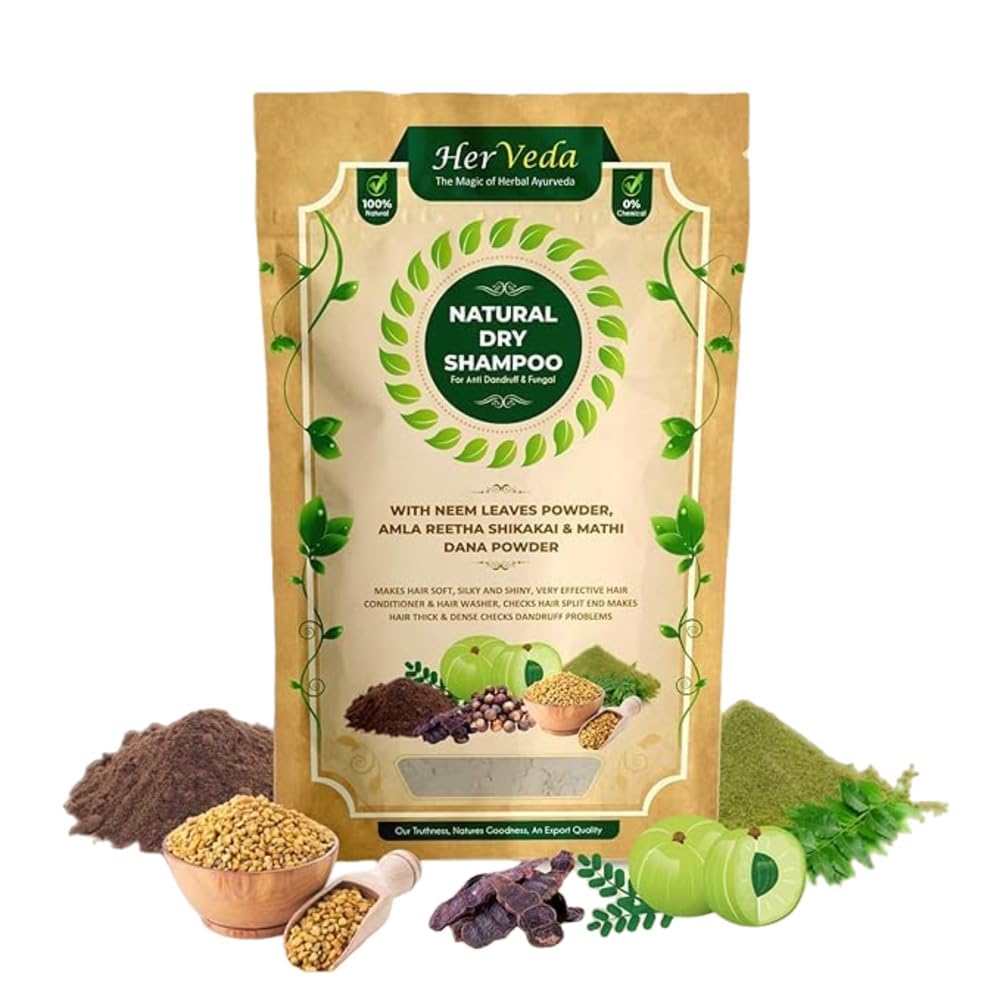 HerVeda
The Magic of Herbal Ayurveda
100%
Natural
0%
Chemical
NATURAL
DRY
SHAMPOO
For Anti Dandruff & Fungal
WITH NEEM LEAVES POWDER,
AMLA REETHA SHIKAKAI & MATHI
DANA POWDER
MAKES HAIR SOFT, SILKY AND SHINY, VERY EFFECTIVE HAIR
CONDITIONER & HAIR WASHER, CHECKS HAIR SPLIT END MAKES
HAIR THICK & DENSE CHECKS DANDRUFF PROBLEMS
Our Truthness, Natures Goodness, An Export Quality